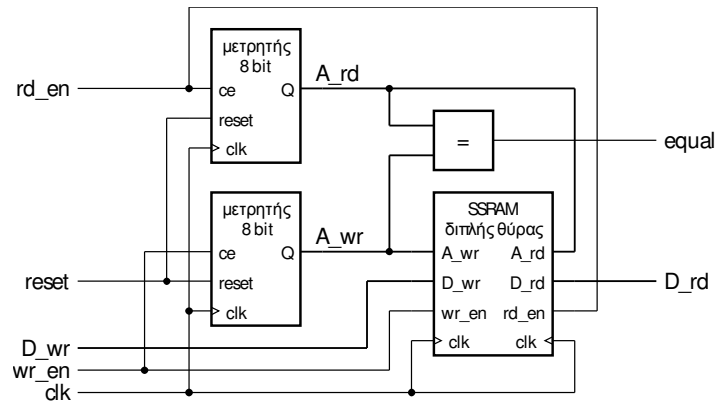 μετρητής
8 bit
rd_en
ce
Q
A_rd
reset
clk
=
equal
μετρητής
8 bit
ce
Q
A_wr
reset
reset
clk
SSRAM
διπλής θύρας
A_wr
A_rd
D_wr
D_rd
D_rd
wr_en
rd_en
clk
clk
D_wr
wr_en
clk